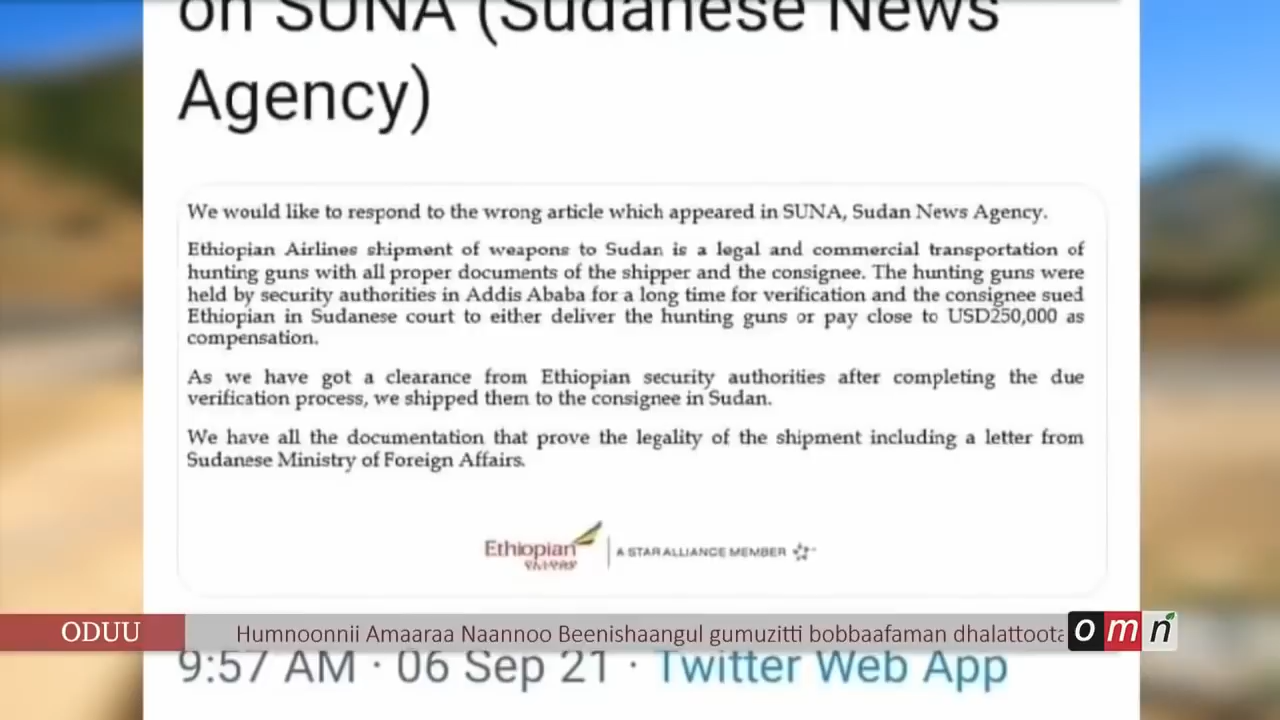 on SUNA (Sudanese News
Agency)
We would like to respond to the wrong article which appeared in SUNA, Sudan News Agency.
Ethiopian Airlines shipment of weapons to Sudan is a legal and commercial transportation of
hunting guns with all proper documents of the shipper and the consignee. The hunting guns were
held by security authorities in Addis Ababa for a long time for verification and the consignee sued
Ethiopian in Sudanese court to either deliver the hunting guns or pay close to USD250,000 as
compensation.
As we have got a clearance from Ethiopian security authorities after completing the due
verification process, we shipped them to the consignee in Sudan.
We have all the documentation that prove the legality of the shipment including a letter from
Sudanese Ministry of Foreign Affairs.
Ethiopian
A STAR ALLIANCE MEMBER
ODUU
Humnoonnii Amaaraa Naannoo Beenishaangul gumuzitti bobbaafaman dhalattoota
omn
9:57 AM · 06 Sep 21 · Twitter Web App